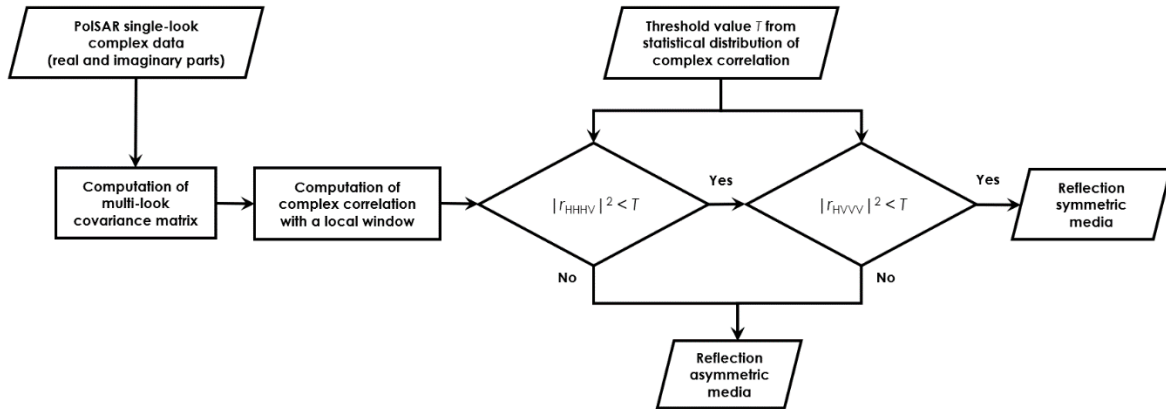 PolSAR single-look
complex data
(real and imaginary parts)
Threshold value T from
statistical distribution of
complex correlation
Computation of
multi-look
covariance matrix
Computation of
complex correlation
with a local window
|r_HHHV|² < T
Yes
No
|r_HVVV|² < T
Yes
No
Reflection
symmetric
media
Reflection
asymmetric
media